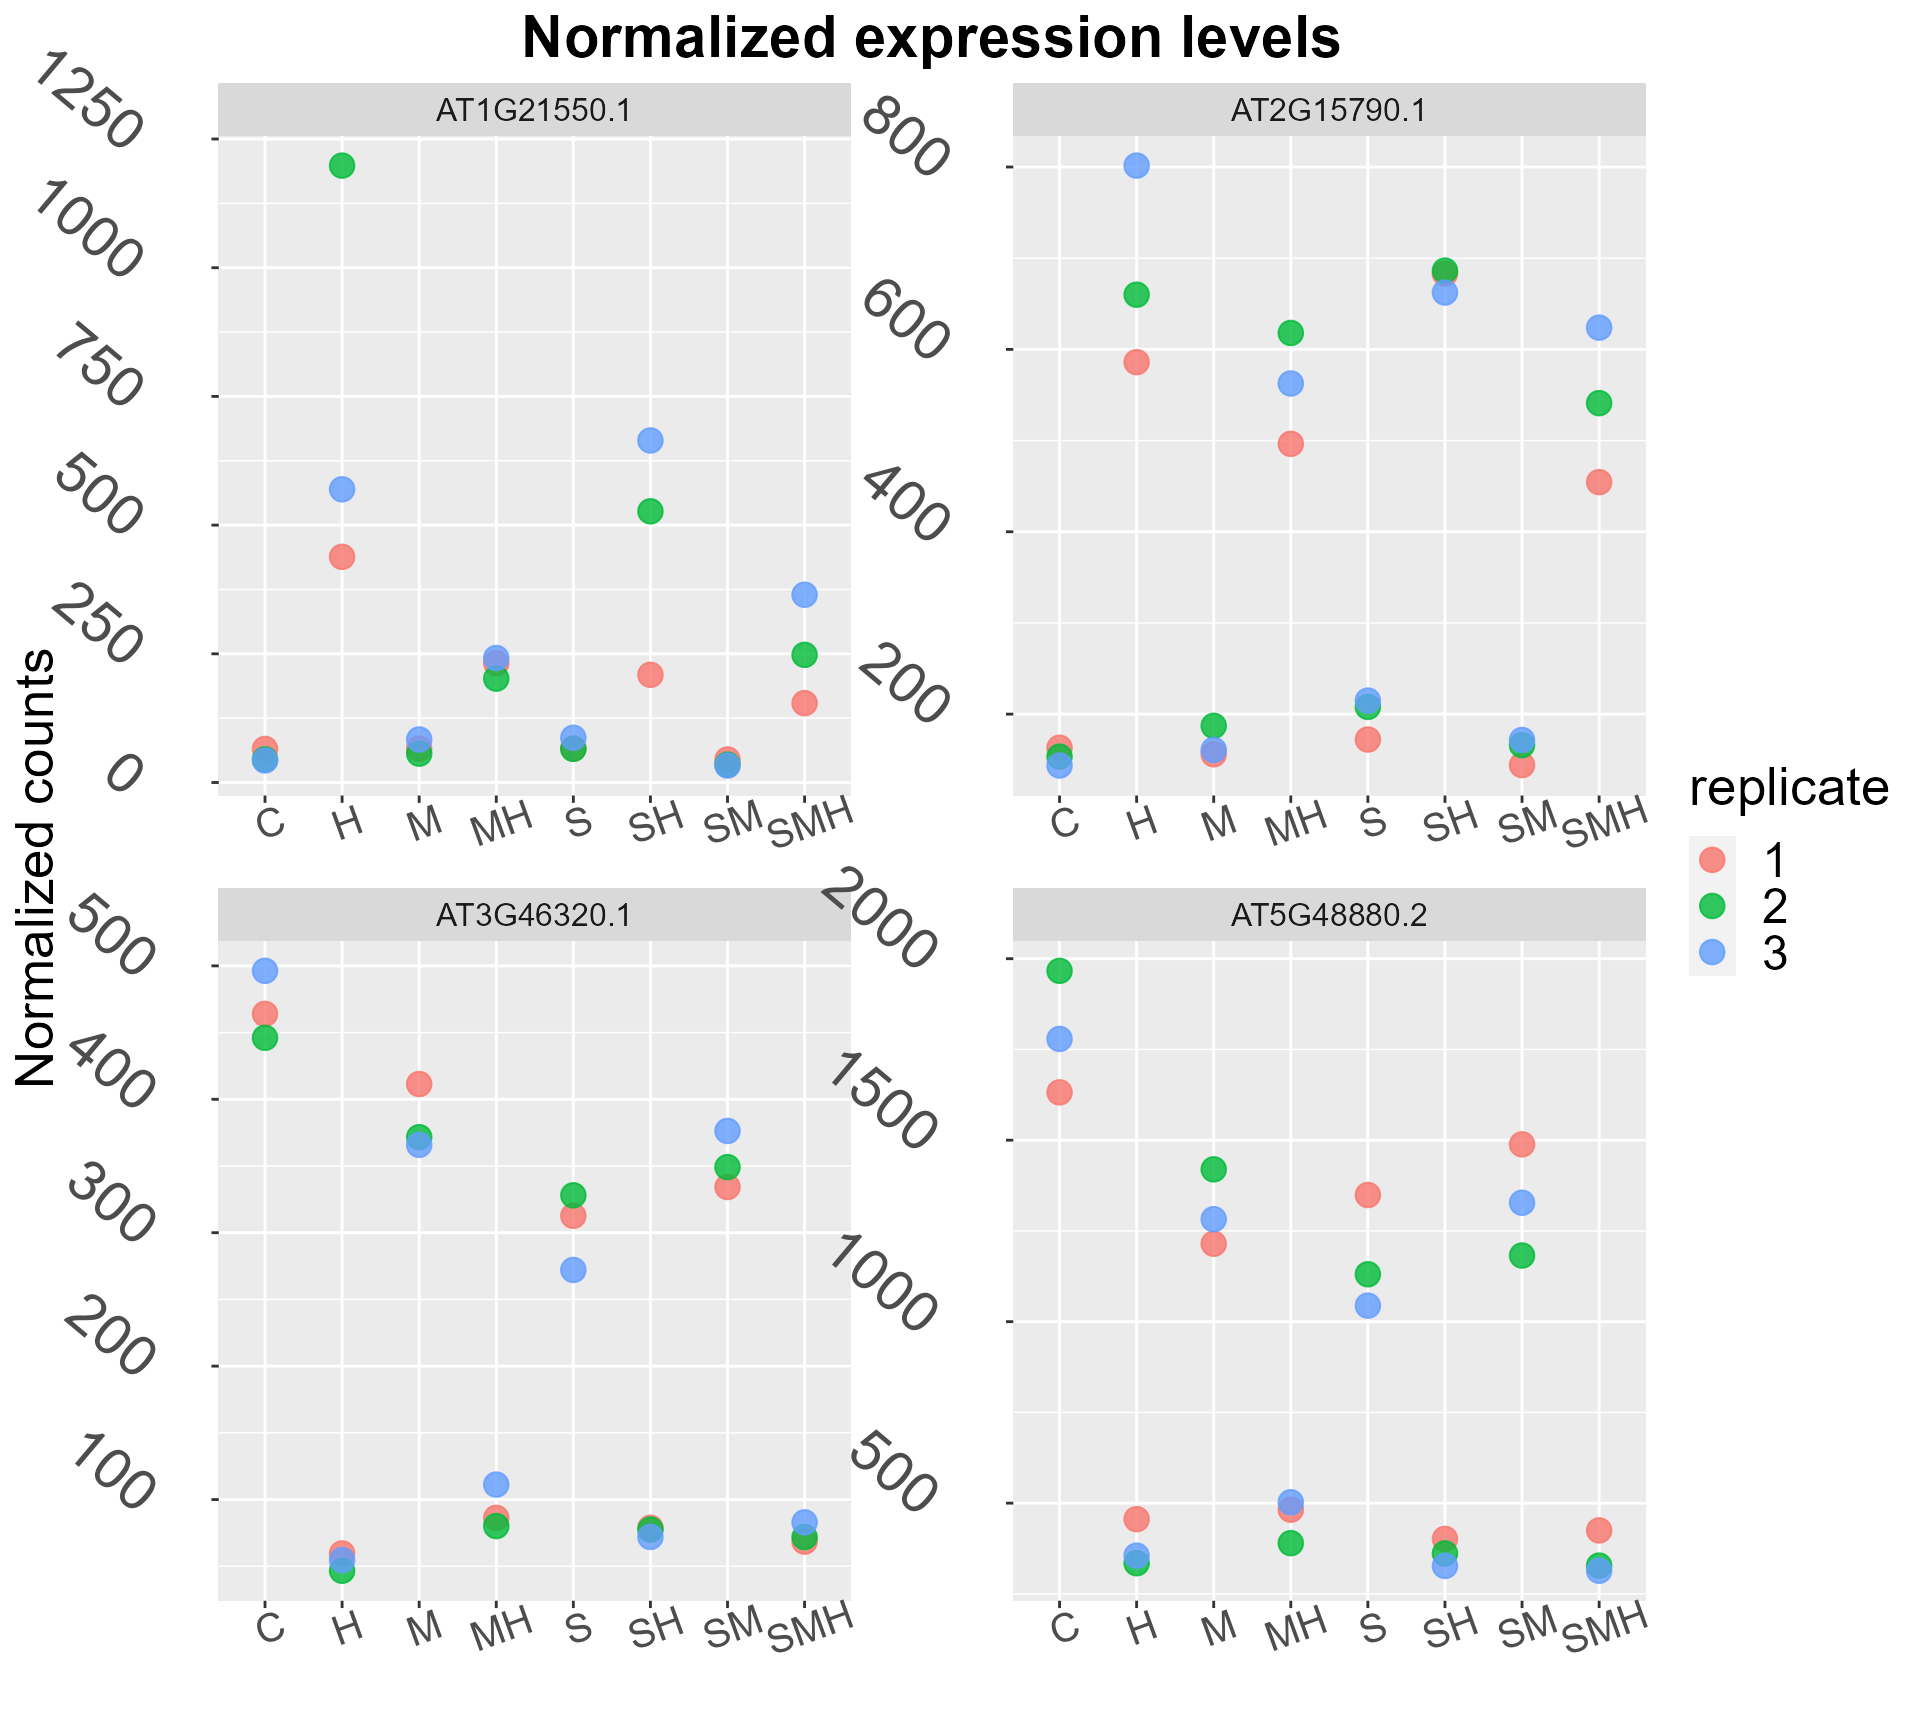 Normalized expression levels
Normalized counts
AT1G21550.1
1250
1000
750
500
250
0
C H M MH S SH SM SMH
AT2G15790.1
800
600
400
200
C H M MH S SH SM SMH
AT3G46320.1
500
400
300
200
100
C H M MH S SH SM SMH
AT5G48880.2
2000
1500
1000
500
C H M MH S SH SM SMH
replicate
1
2
3